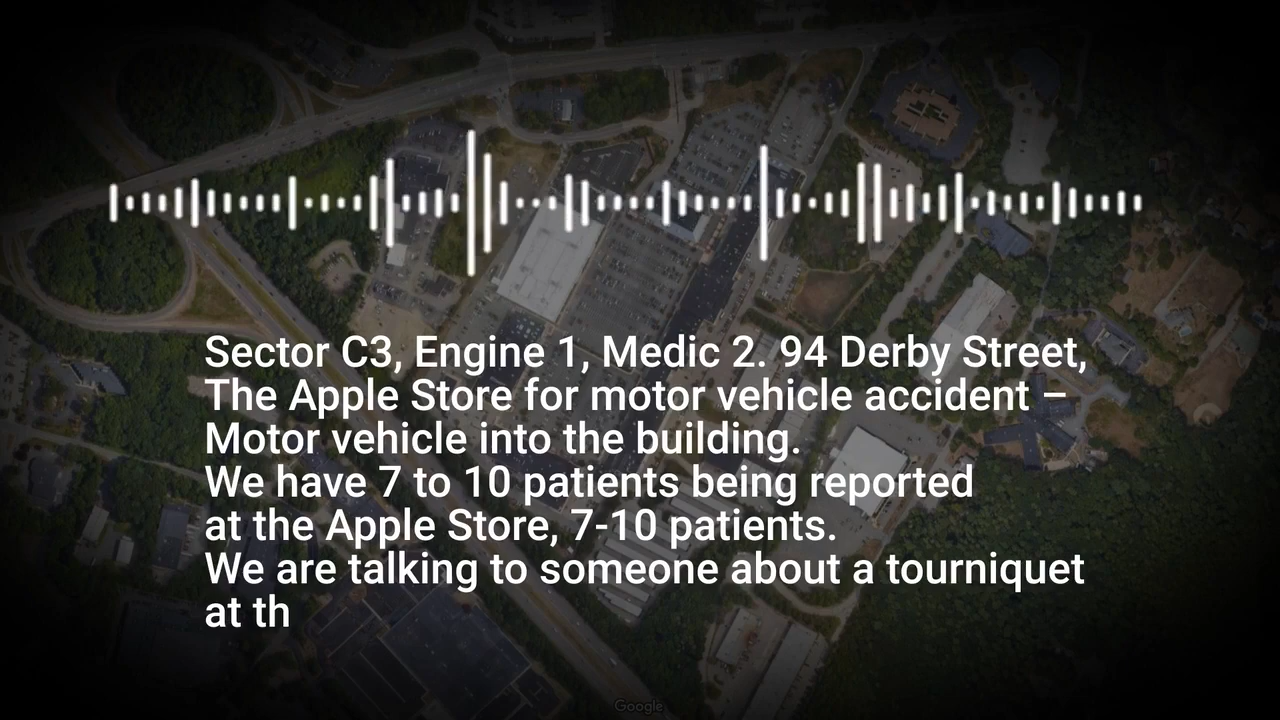 Sector C3, Engine 1, Medic 2. 94 Derby Street,
The Apple Store for motor vehicle accident –
Motor vehicle into the building.
We have 7 to 10 patients being reported
at the Apple Store, 7-10 patients.
We are talking to someone about a tourniquet
at th
Google